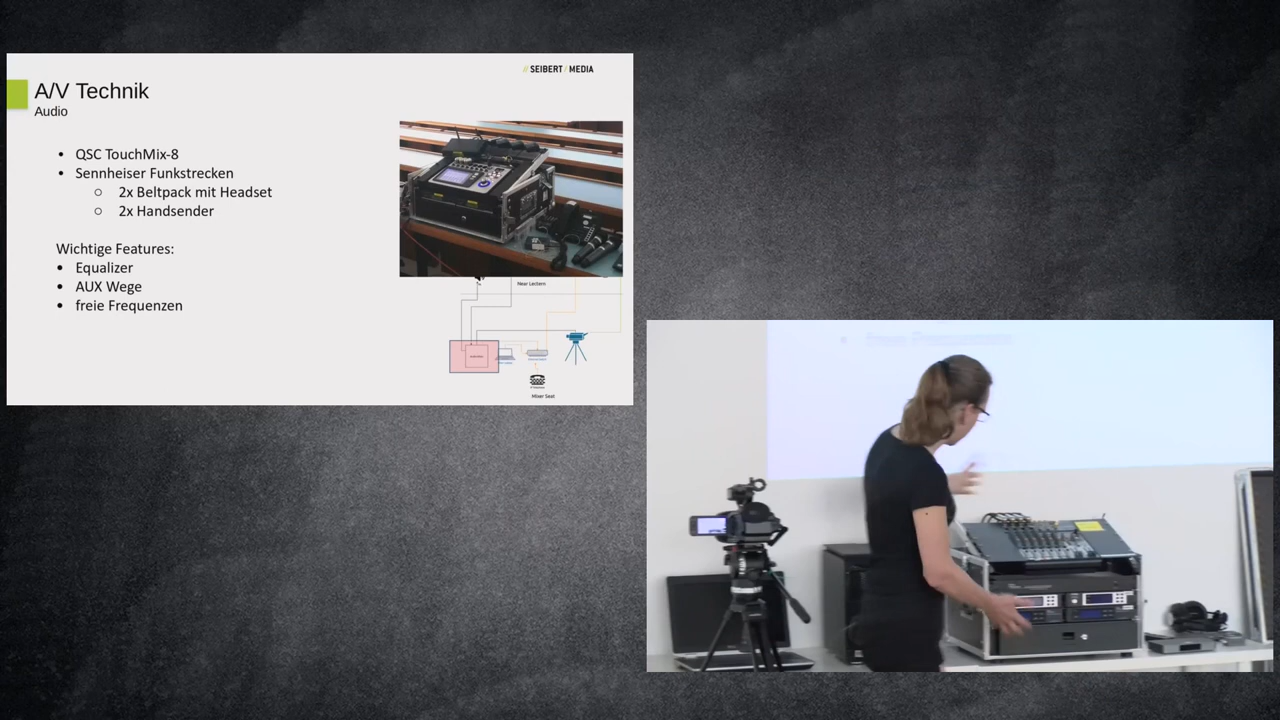 // SEIBERT / MEDIA
A/V Technik
Audio
• QSC TouchMix-8
• Sennheiser Funkstrecken
○ 2x Beltpack mit Headset
○ 2x Handsender
Wichtige Features:
• Equalizer
• AUX Wege
• freie Frequenzen
Near Lectern
Mixer Seat